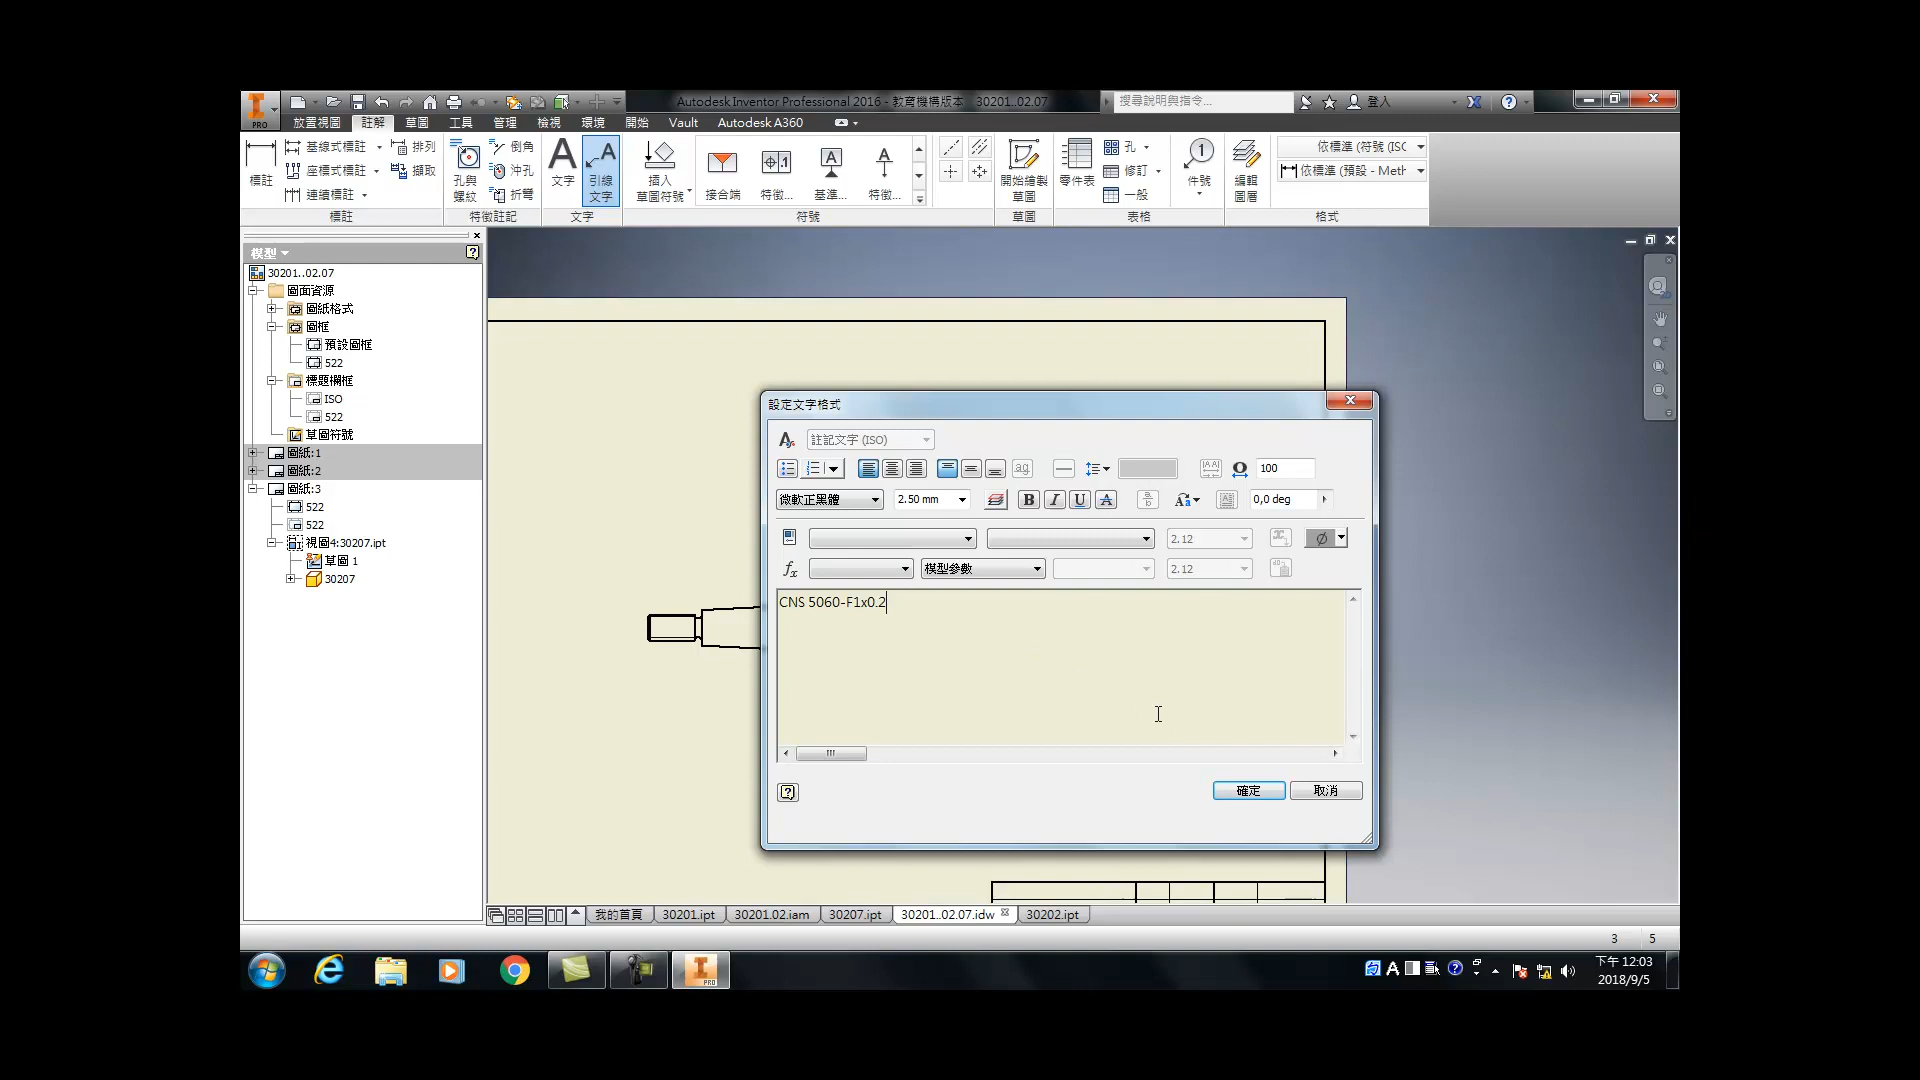 Autodesk Inventor Professional 2016 - 教育機構版本 30201..02.07
搜尋說明與指令...
登入
PRO
放置視圖 註解 草圖 工具 管理 檢視 環境 開始 Vault Autodesk A360
標註
基線式標註
座標式標註
連續標註
排列
擷取
標註
孔與
螺紋
倒角
沖孔
折彎
特徵註記
文字
引線
文字
文字
插入
草圖符號
接合端
特徵...
基準...
特徵...
符號
開始繪製
草圖
草圖
零件表
孔
修訂
一般
表格
件號
編輯
圖層
依標準 (符號 (ISC
依標準 (預設 - Meth
格式
模型
30201..02.07
圖面資源
圖紙格式
圖框
預設圖框
522
標題欄框
ISO
522
草圖符號
圖紙:1
圖紙:2
圖紙:3
522
522
視圖4:30207.ipt
草圖 1
30207
設定文字格式
註記文字 (ISO)
100
微軟正黑體
2.50 mm
B I U A
0,0 deg
2.12
模型參數
2.12
CNS 5060-F1x0.2
確定
取消
我的首頁 30201.ipt 30201.02.iam 30207.ipt 30201..02.07.idw 30202.ipt
3 5
下午 12:03
2018/9/5